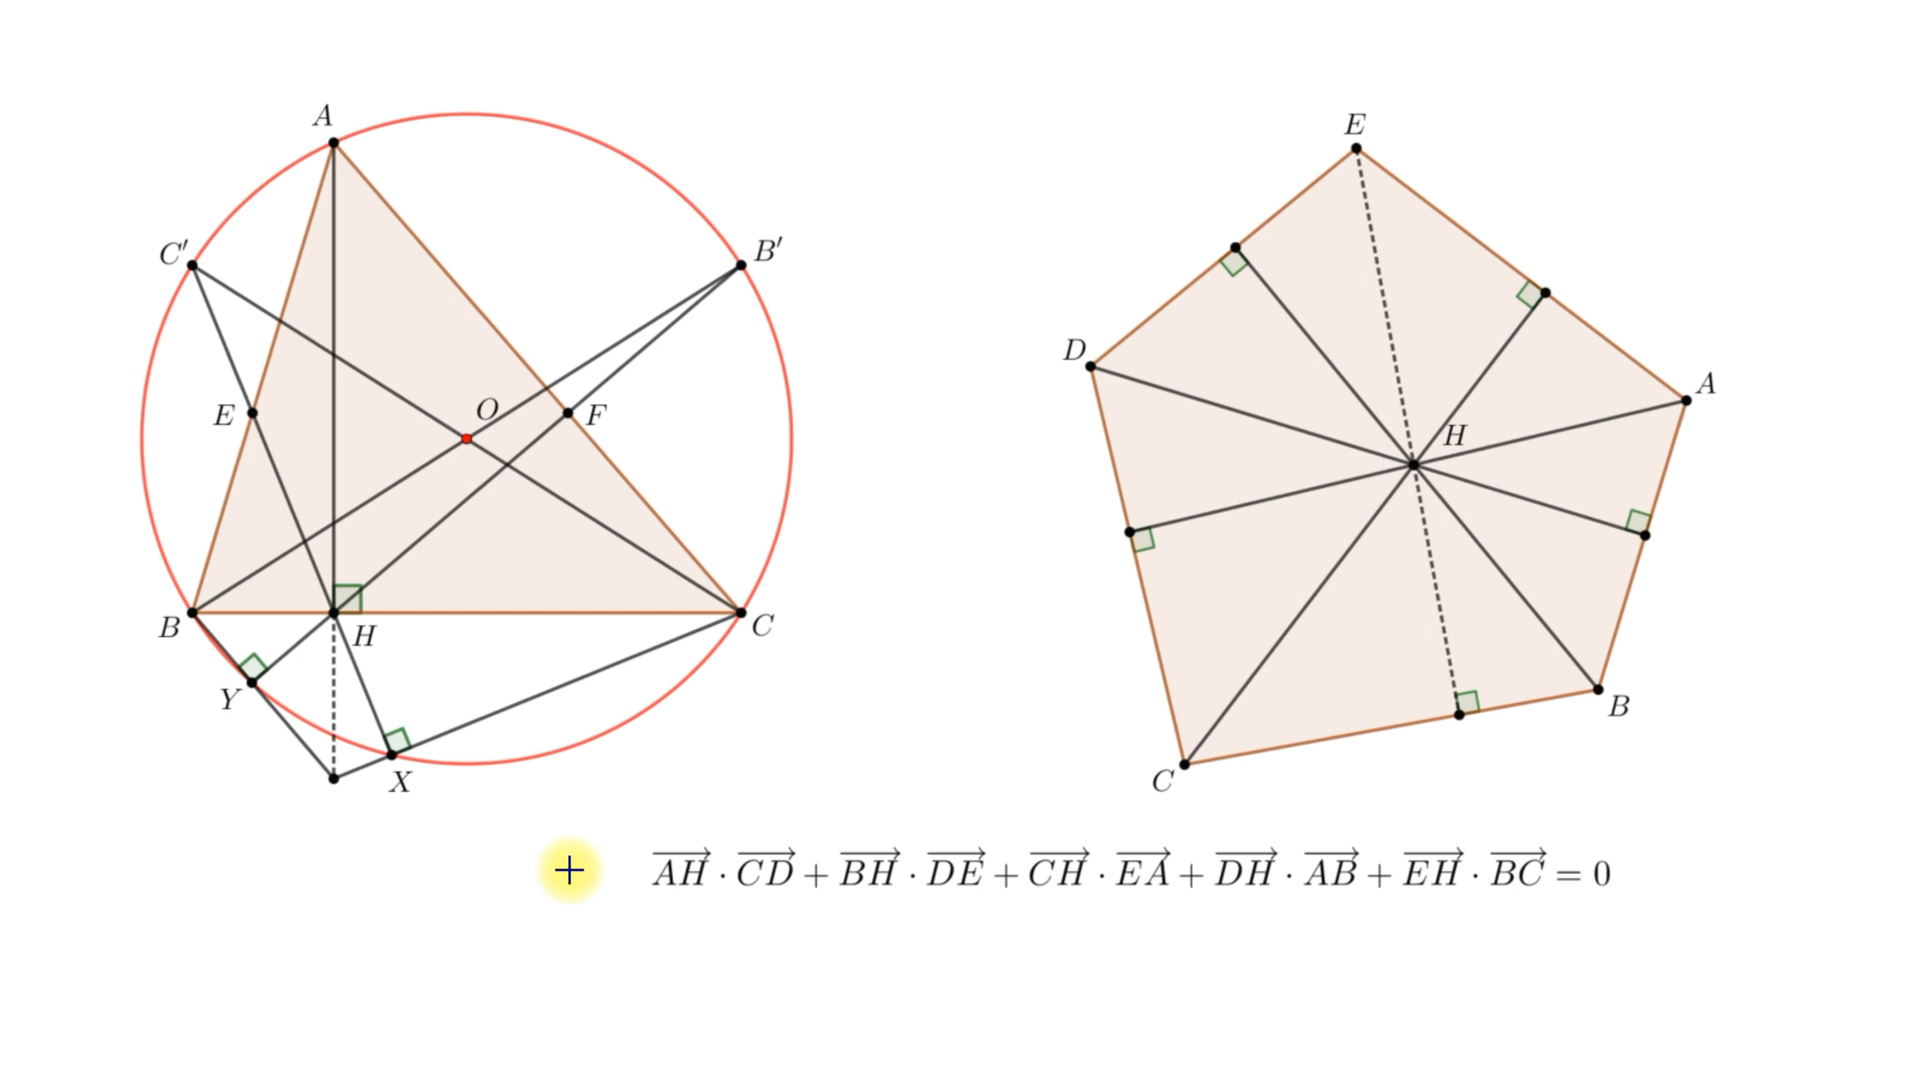 A
C′
B′
E
O
F
B
H
C
Y
X
E
D
A
H
B
C
$\overrightarrow{AH} \cdot \overrightarrow{CD} + \overrightarrow{BH} \cdot \overrightarrow{DE} + \overrightarrow{CH} \cdot \overrightarrow{EA} + \overrightarrow{DH} \cdot \overrightarrow{AB} + \overrightarrow{EH} \cdot \overrightarrow{BC} = 0$